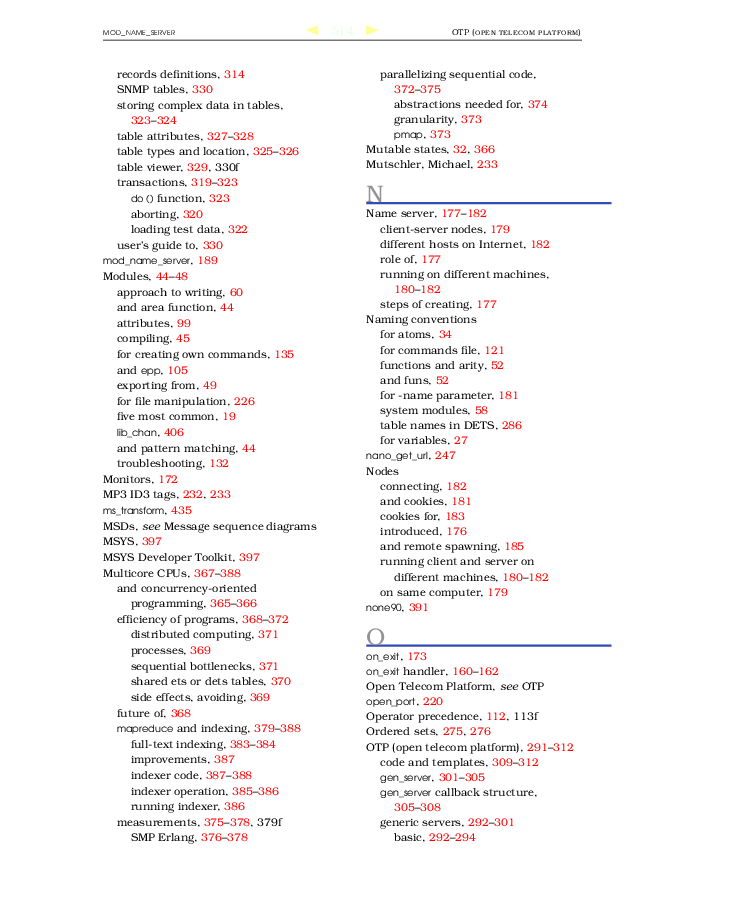 MOD_NAME_SERVER
514
OTP (OPEN TELECOM PLATFORM)
records definitions, 314
SNMP tables, 330
storing complex data in tables,
323–324
table attributes, 327–328
table types and location, 325–326
table viewer, 329, 330f
transactions, 319–323
do () function, 323
aborting, 320
loading test data, 322
user's guide to, 330
mod_name_server, 189
Modules, 44–48
approach to writing, 60
and area function, 44
attributes, 99
compiling, 45
for creating own commands, 135
and epp, 105
exporting from, 49
for file manipulation, 226
five most common, 19
lib_chan, 406
and pattern matching, 44
troubleshooting, 132
Monitors, 172
MP3 ID3 tags, 232, 233
ms_transform, 435
MSDs, see Message sequence diagrams
MSYS, 397
MSYS Developer Toolkit, 397
Multicore CPUs, 367–388
and concurrency-oriented
programming, 365–366
efficiency of programs, 368–372
distributed computing, 371
processes, 369
sequential bottlenecks, 371
shared ets or dets tables, 370
side effects, avoiding, 369
future of, 368
mapreduce and indexing, 379–388
full-text indexing, 383–384
improvements, 387
indexer code, 387–388
indexer operation, 385–386
running indexer, 386
measurements, 375–378, 379f
SMP Erlang, 376–378
parallelizing sequential code,
372–375
abstractions needed for, 374
granularity, 373
pmap, 373
Mutable states, 32, 366
Mutschler, Michael, 233
N
Name server, 177–182
client-server nodes, 179
different hosts on Internet, 182
role of, 177
running on different machines,
180–182
steps of creating, 177
Naming conventions
for atoms, 34
for commands file, 121
functions and arity, 52
and funs, 52
for -name parameter, 181
system modules, 58
table names in DETS, 286
for variables, 27
nano_get_url, 247
Nodes
connecting, 182
and cookies, 181
cookies for, 183
introduced, 176
and remote spawning, 185
running client and server on
different machines, 180–182
on same computer, 179
none90, 391
O
on_exit, 173
on_exit handler, 160–162
Open Telecom Platform, see OTP
open_port, 220
Operator precedence, 112, 113f
Ordered sets, 275, 276
OTP (open telecom platform), 291–312
code and templates, 309–312
gen_server, 301–305
gen_server callback structure,
305–308
generic servers, 292–301
basic, 292–294